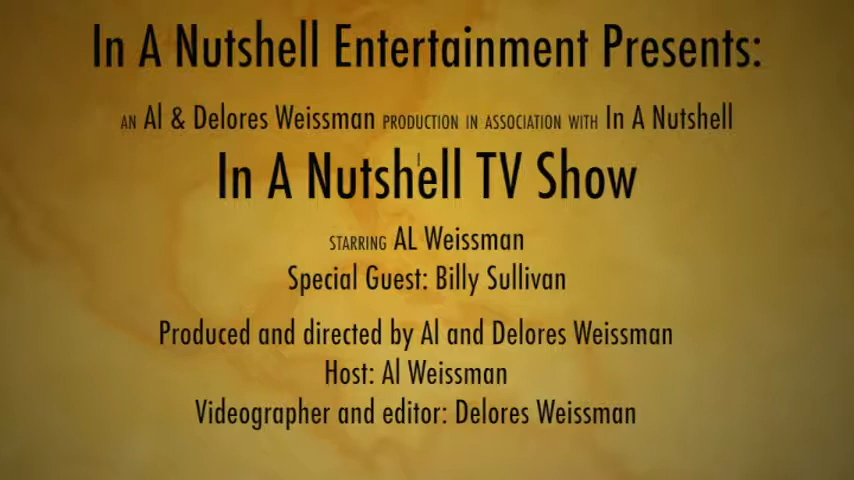 In A Nutshell Entertainment Presents:
AN Al & Delores Weissman PRODUCTION IN ASSOCIATION WITH In A Nutshell
In A Nutshell TV Show
STARRING AL Weissman
Special Guest: Billy Sullivan
Produced and directed by Al and Delores Weissman
Host: Al Weissman
Videographer and editor: Delores Weissman